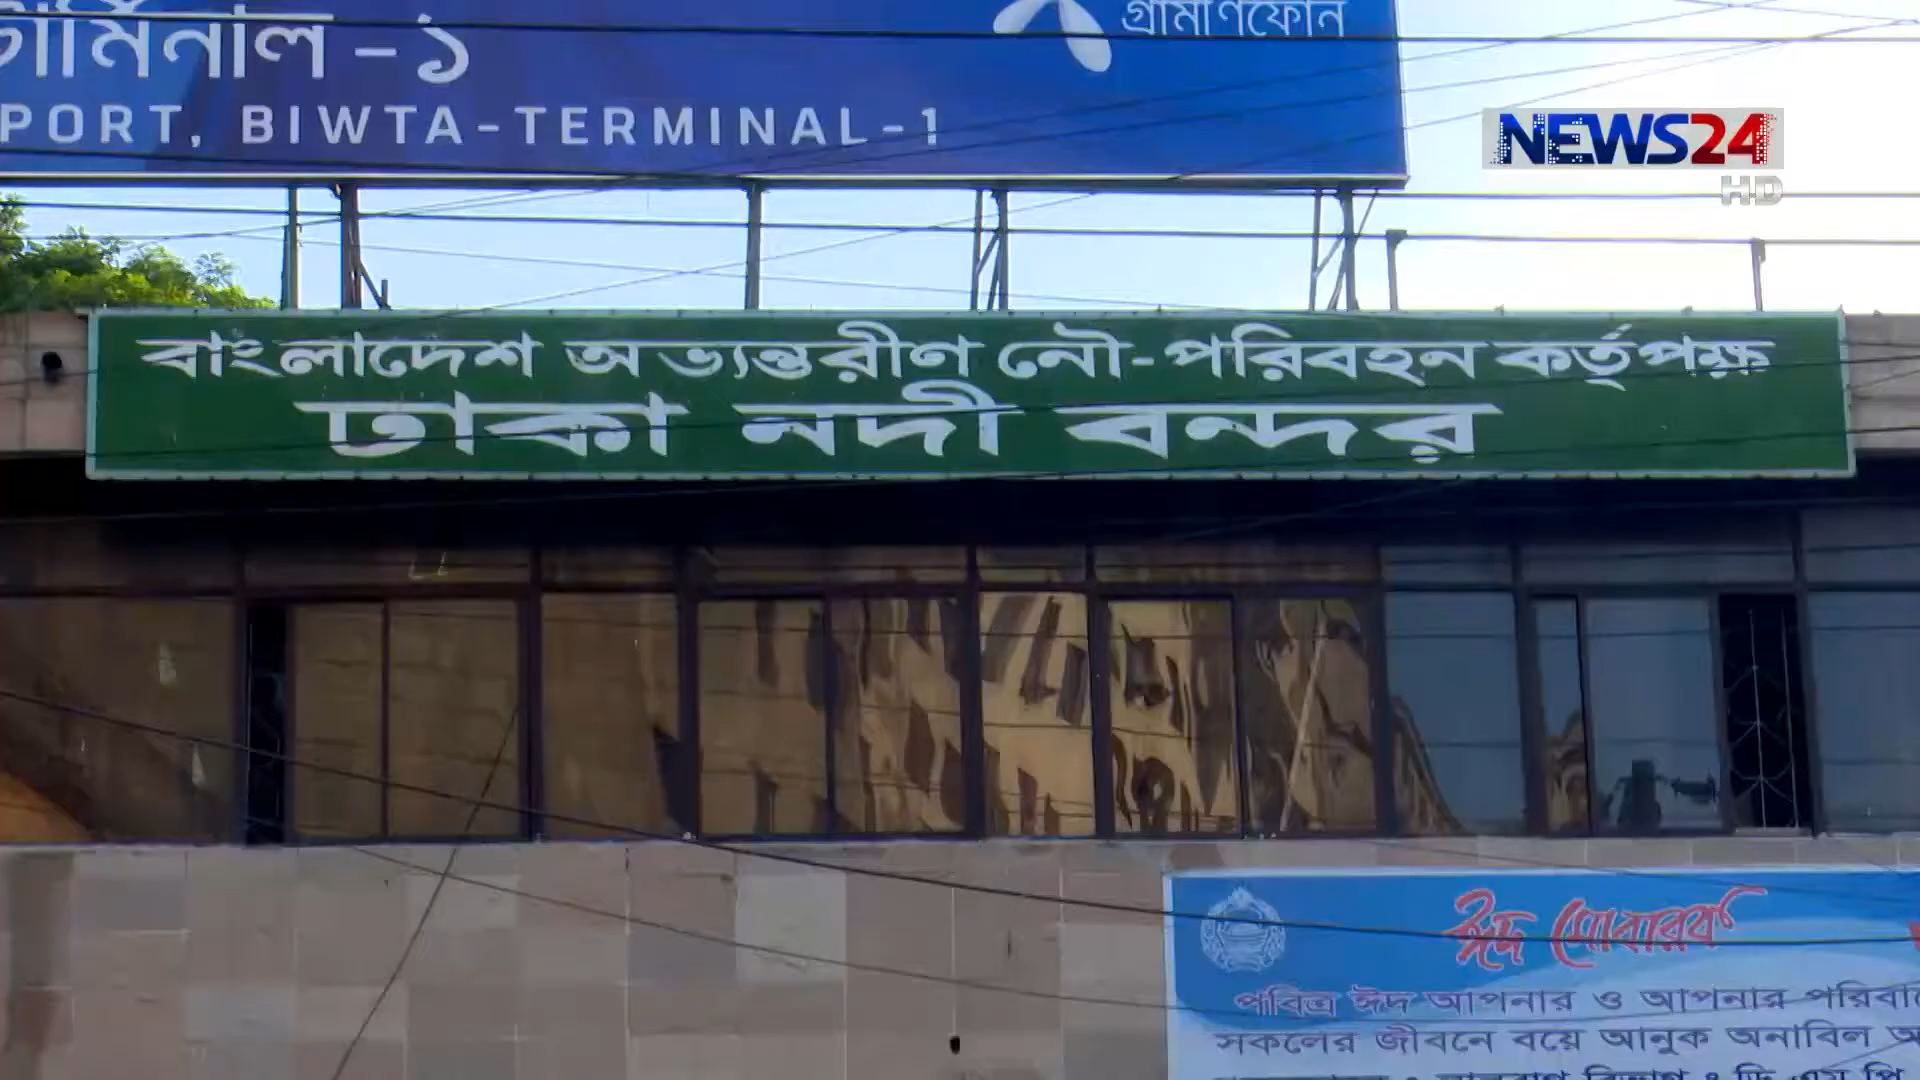 টার্মিনাল – ১
গ্রামীণফোন
PORT, BIWTA-TERMINAL-1
NEWS24
HD
বাংলাদেশ অভ্যন্তরীণ নৌ-পরিবহন কর্তৃপক্ষ
ঢাকা নদী বন্দর
ঈদ মোবারক
পবিত্র ঈদ আপনার ও আপনার
সকলের জীবনে বয়ে আনুক অনাবিল